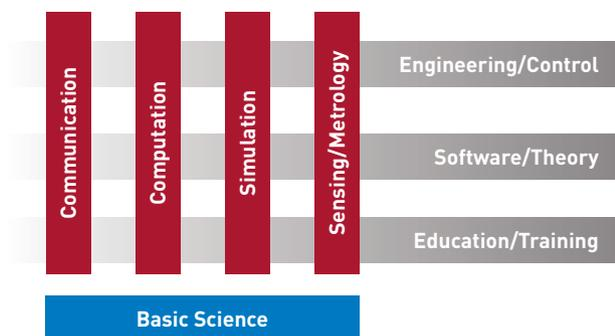 Communication
Computation
Simulation
Sensing/Metrology
Engineering/Control
Software/Theory
Education/Training
Basic Science